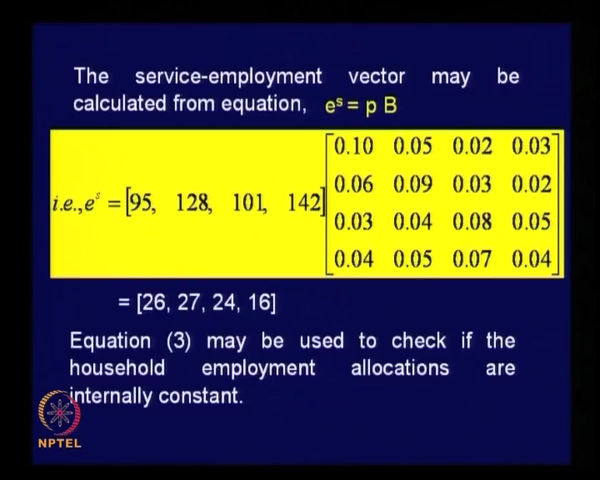 The service-employment vector may be
calculated from equation, eˢ = p B
i.e., eˢ = [95, 128, 101, 142] [0.10 0.05 0.02 0.03
0.06 0.09 0.03 0.02
0.03 0.04 0.08 0.05
0.04 0.05 0.07 0.04]
= [26, 27, 24, 16]
Equation (3) may be used to check if the
household employment allocations are
internally constant.
NPTEL